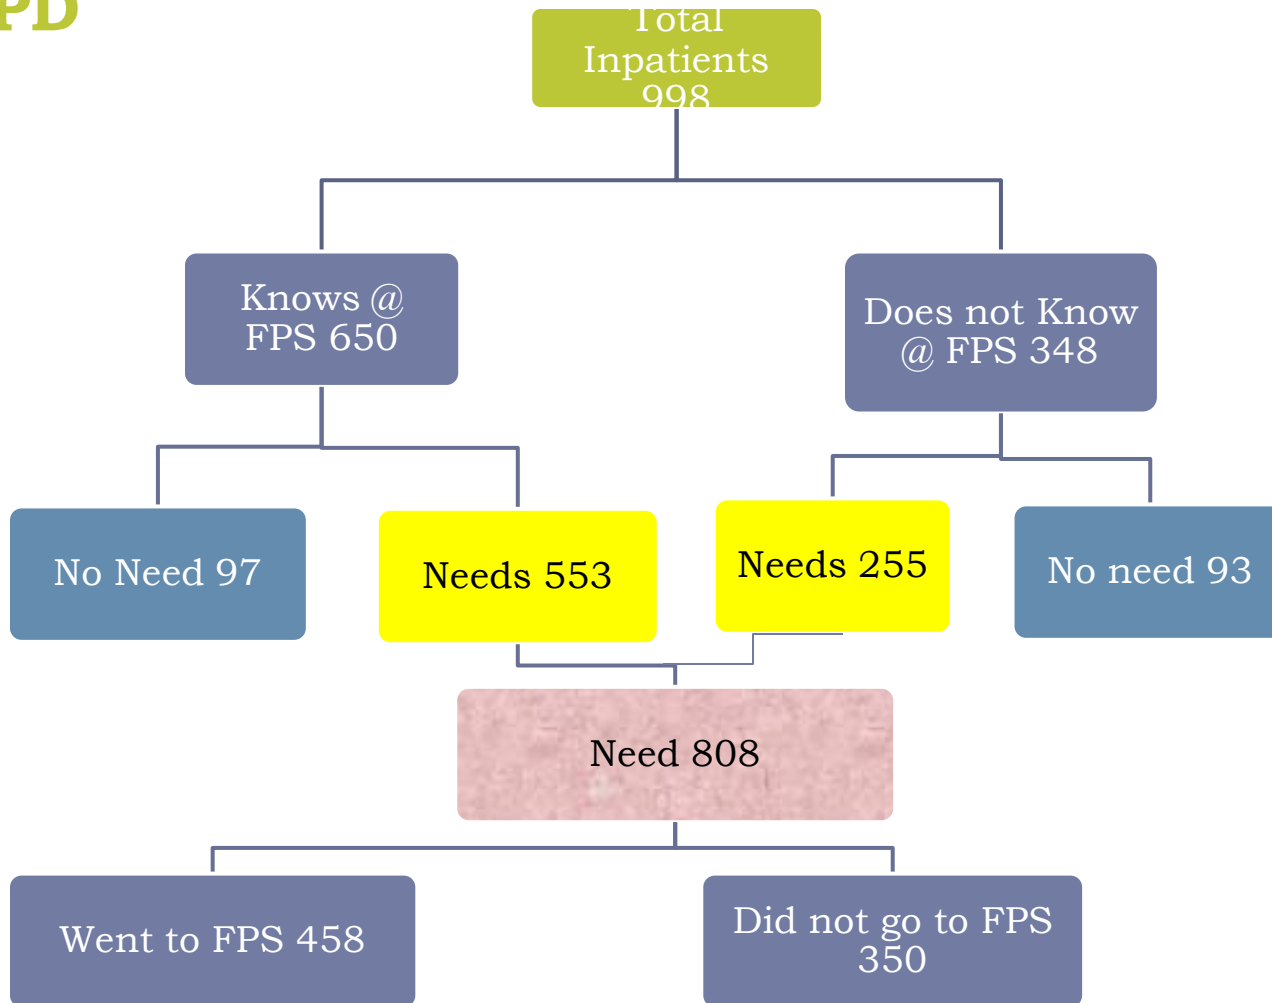 PD
Total
Inpatients
998
Knows @
FPS 650
Does not Know
@ FPS 348
No Need 97
Needs 553
Needs 255
No need 93
Need 808
Went to FPS 458
Did not go to FPS
350